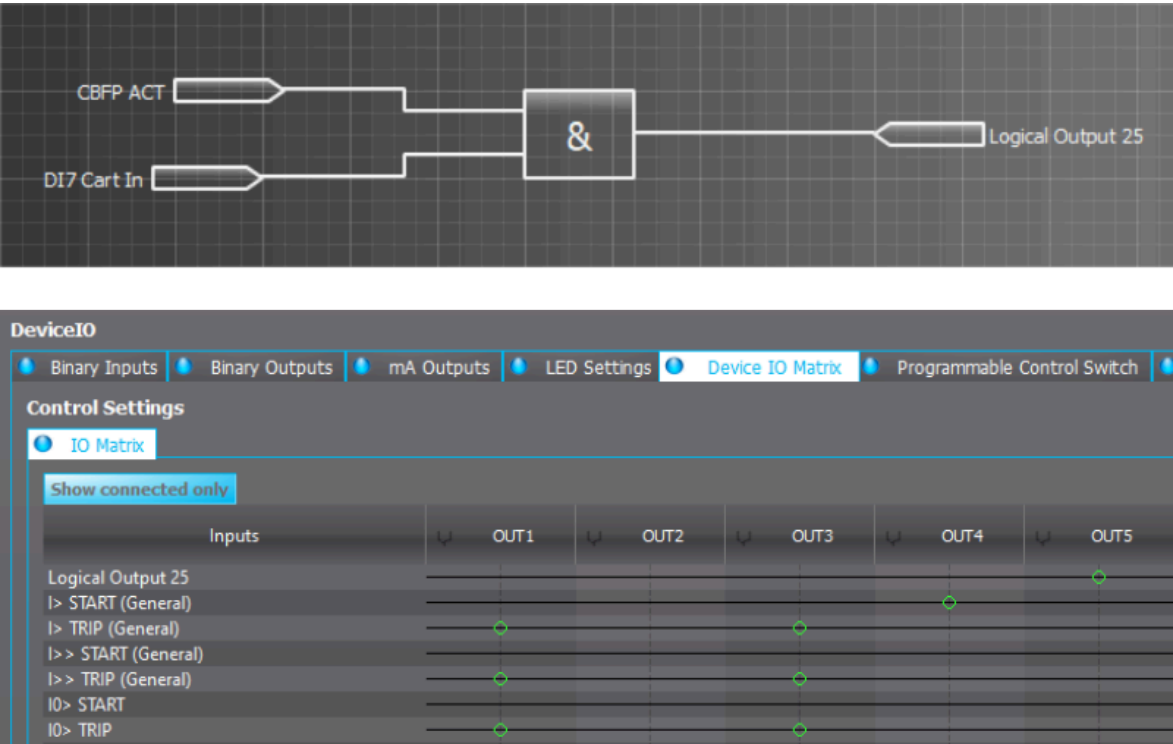 CBFP ACT
&
Logical Output 25
DI7 Cart In
DeviceIO
Binary Inputs Binary Outputs mA Outputs LED Settings Device IO Matrix Programmable Control Switch
Control Settings
IO Matrix
Show connected only
Inputs OUT1 OUT2 OUT3 OUT4 OUT5
Logical Output 25
I> START (General)
I> TRIP (General)
I>> START (General)
I>> TRIP (General)
I0> START
I0> TRIP